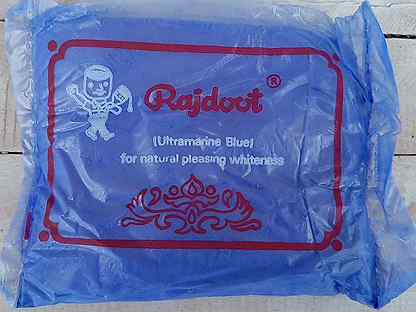 Rajdoot ®
(Ultramarine Blue)
for natural pleasing whiteness